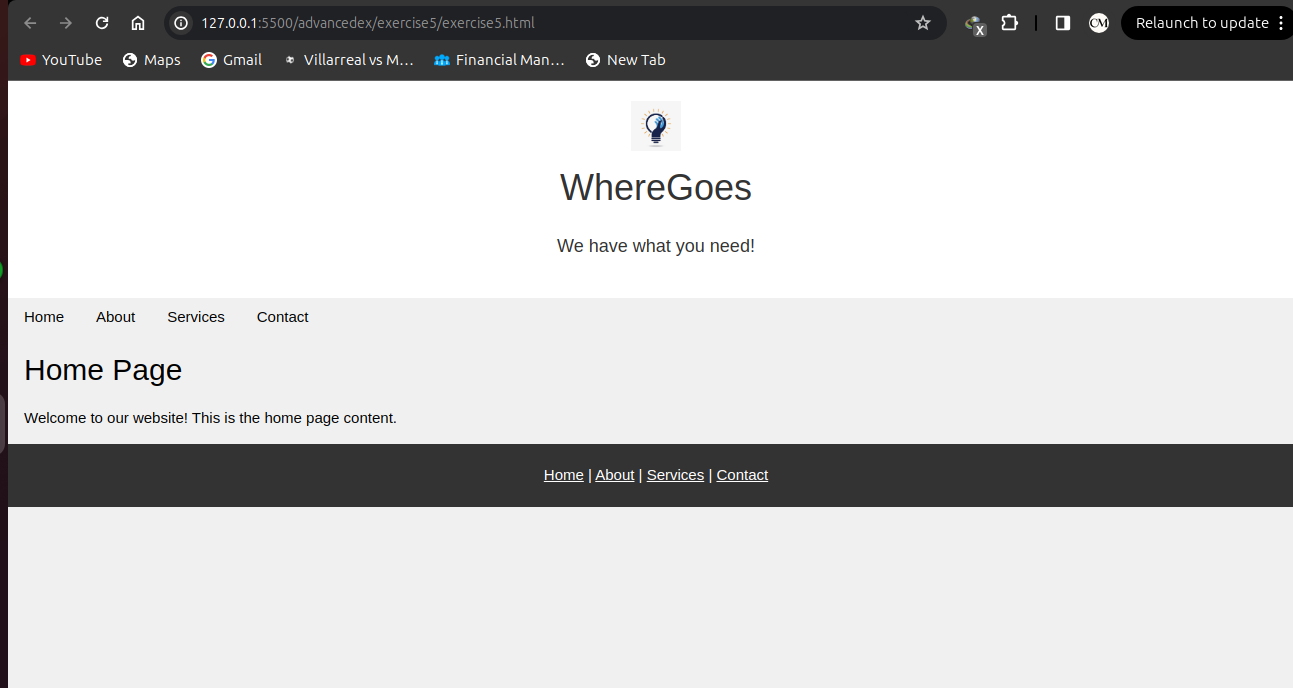 127.0.0.1:5500/advancedex/exercise5/exercise5.html
X
CM
Relaunch to update
YouTube Maps Gmail Villarreal vs M… Financial Man… New Tab
WhereGoes
We have what you need!
Home About Services Contact
Home Page
Welcome to our website! This is the home page content.
Home | About | Services | Contact